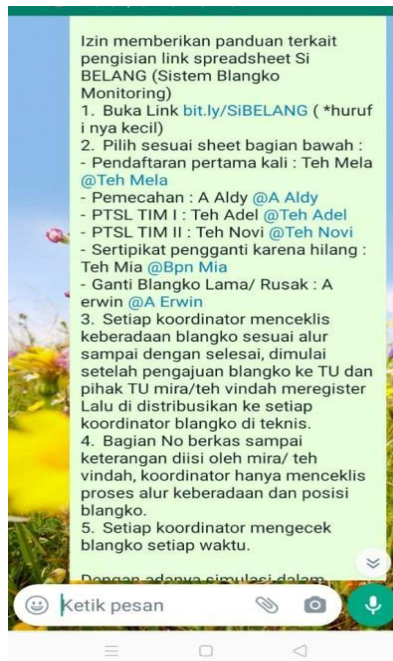 Izin memberikan panduan terkait
pengisian link spreadsheet Si
BELANG (Sistem Blangko
Monitoring)
1. Buka Link bit.ly/SiBELANG ( *huruf
i nya kecil)
2. Pilih sesuai sheet bagian bawah :
- Pendaftaran pertama kali : Teh Mela
@Teh Mela
- Pemecahan : A Aldy @A Aldy
- PTSL TIM I : Teh Adel @Teh Adel
- PTSL TIM II : Teh Novi @Teh Novi
- Sertipikat pengganti karena hilang :
Teh Mia @Bpn Mia
- Ganti Blangko Lama/ Rusak : A
erwin @A Erwin
3. Setiap koordinator menceklis
keberadaan blangko sesuai alur
sampai dengan selesai, dimulai
setelah pengajuan blangko ke TU dan
pihak TU mira/teh vindah meregister
Lalu di distribusikan ke setiap
koordinator blangko di teknis.
4. Bagian No berkas sampai
keterangan diisi oleh mira/ teh
vindah, koordinator hanya menceklis
proses alur keberadaan dan posisi
blangko.
5. Setiap koordinator mengecek
blangko setiap waktu.
Dengan adanya simulasi dalam
Ketik pesan